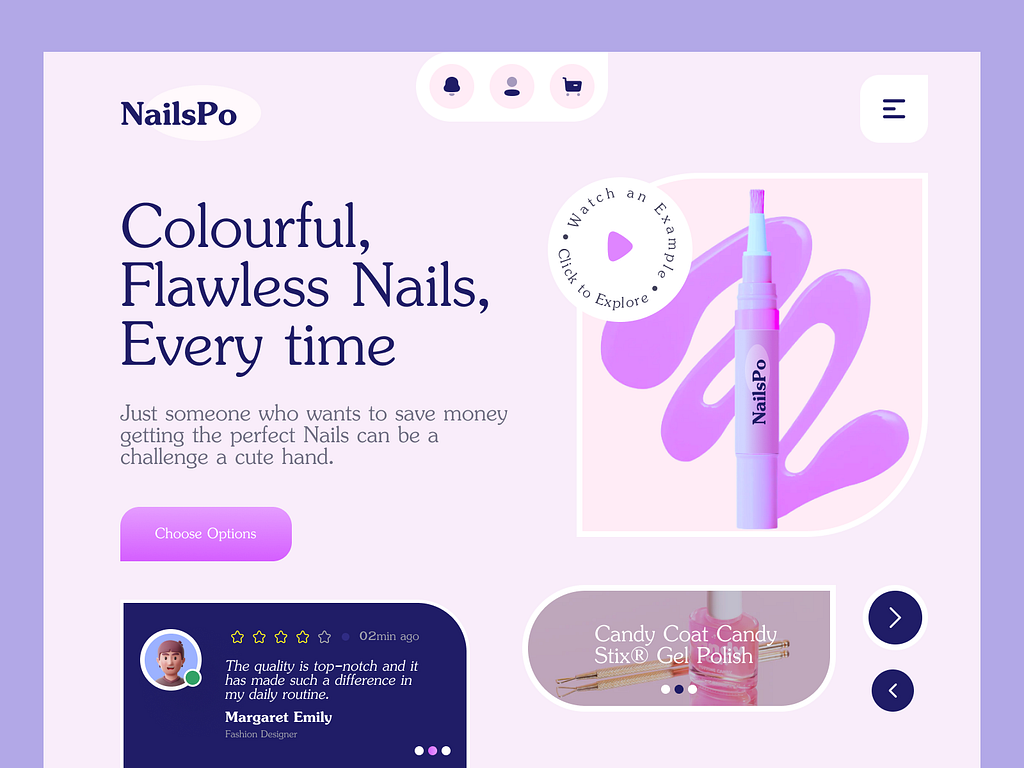 NailsPo
Colourful,
Flawless Nails,
Every time
Just someone who wants to save money
getting the perfect Nails can be a
challenge a cute hand.
Choose Options
Watch an Example
Click to Explore
NailsPo
02min ago
The quality is top-notch and it
has made such a difference in
my daily routine.
Margaret Emily
Fashion Designer
Candy Coat Candy
Stix® Gel Polish